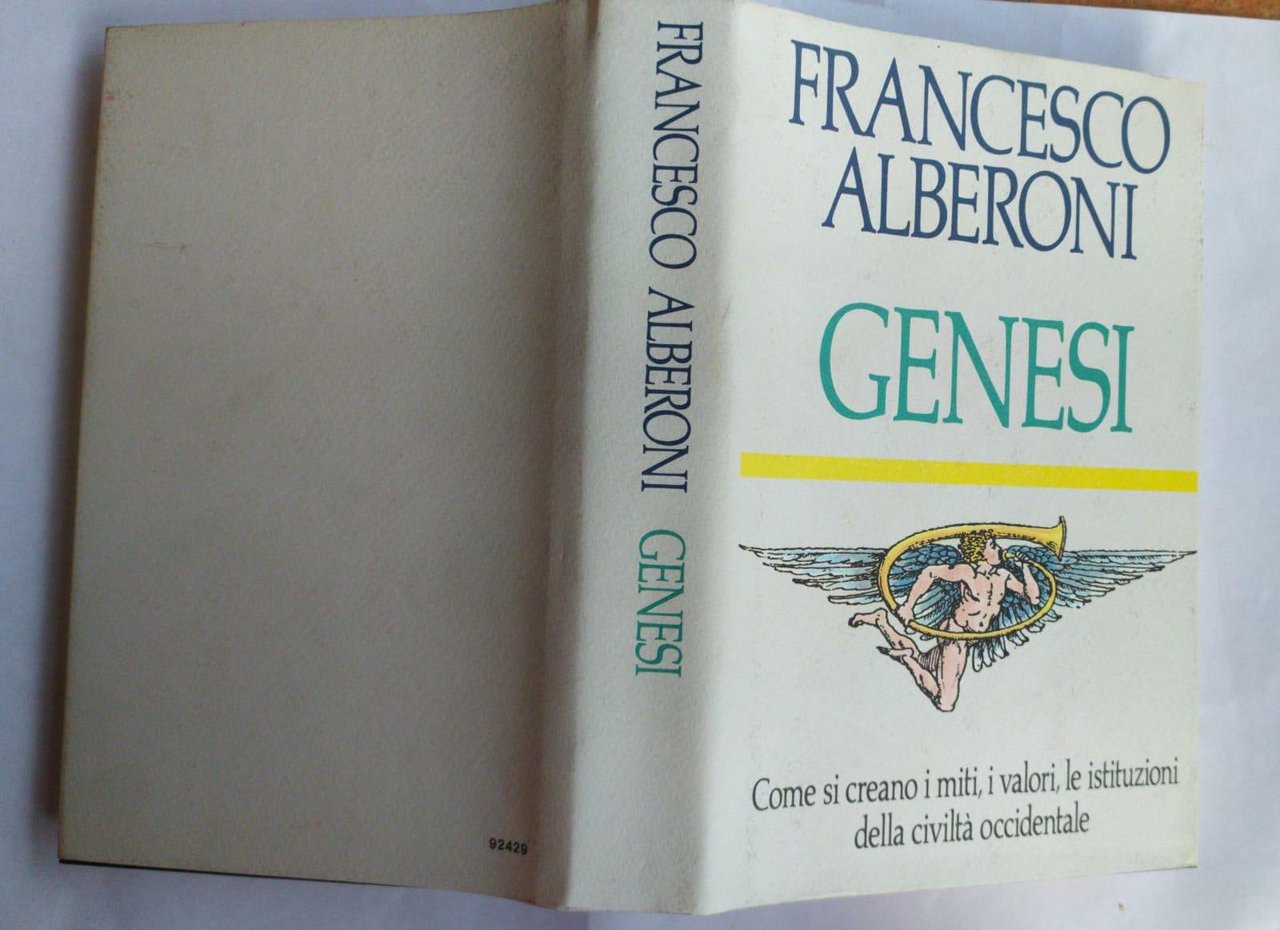 92429
FRANCESCO ALBERONI GENESI
FRANCESCO
ALBERONI
GENESI
Come si creano i miti, i valori, le istituzioni
della civiltà occidentale